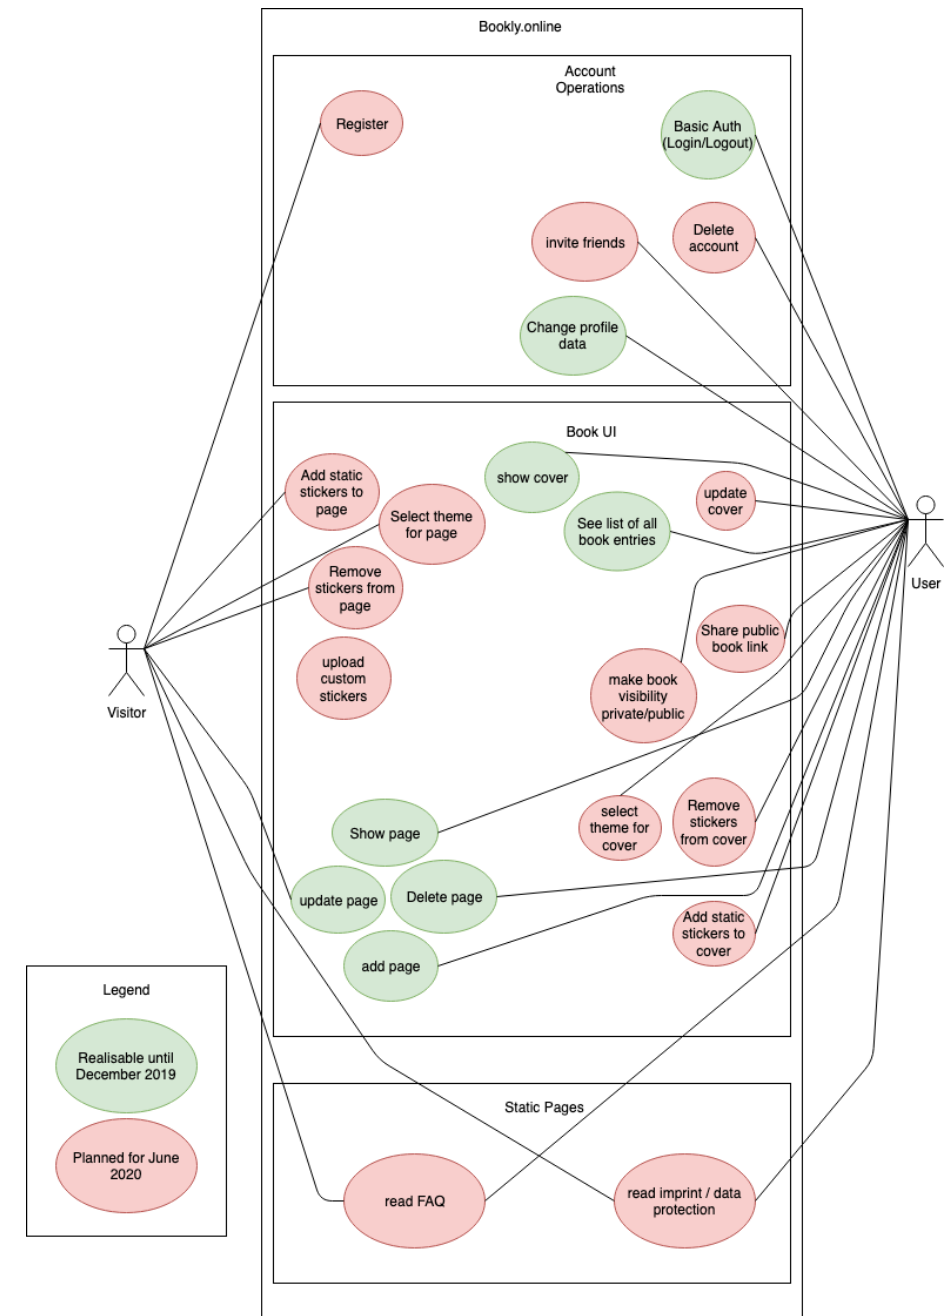 Bookly.online
Account
Operations
Register
Basic Auth
(Login/Logout)
invite friends
Delete
account
Change profile
data
Book UI
Add static
stickers to
page
Select theme
for page
show cover
update
cover
See list of all
book entries
Remove
stickers from
page
upload
custom
stickers
Share public
book link
make book
visibility
private/public
User
Visitor
Show page
select
theme for
cover
Remove
stickers
from cover
update page
Delete page
add page
Add static
stickers to
cover
Legend
Realisable until
December 2019
Planned for June
2020
Static Pages
read FAQ
read imprint / data
protection